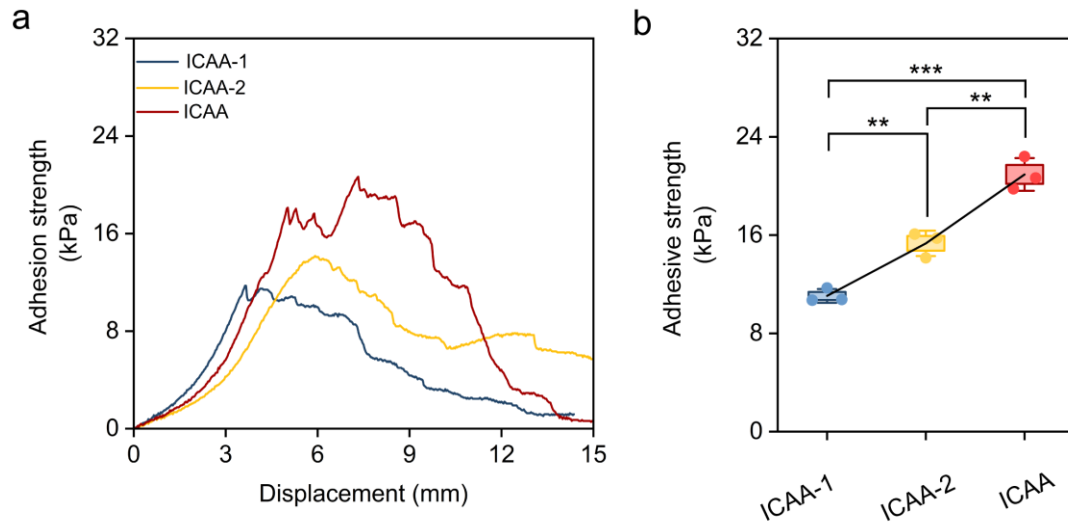 a
32
24
16
8
0
Adhesion strength
(kPa)
ICAA-1
ICAA-2
ICAA
0 3 6 9 12 15
Displacement (mm)
b
32
24
16
8
0
Adhesive strength
(kPa)
***
**
**
ICAA-1
ICAA-2
ICAA